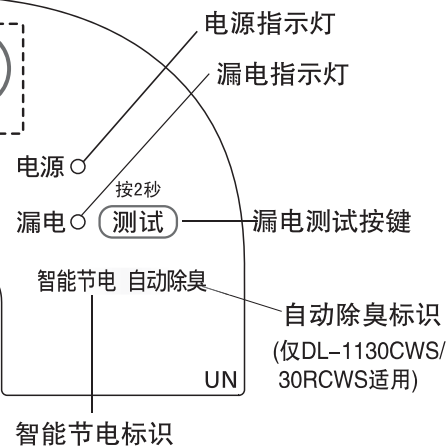 电源指示灯
漏电指示灯
电源
按2秒
漏电
测试
漏电测试按键
智能节电 自动除臭
自动除臭标识
(仅DL-1130CWS/
30RCWS适用)
UN
智能节电标识